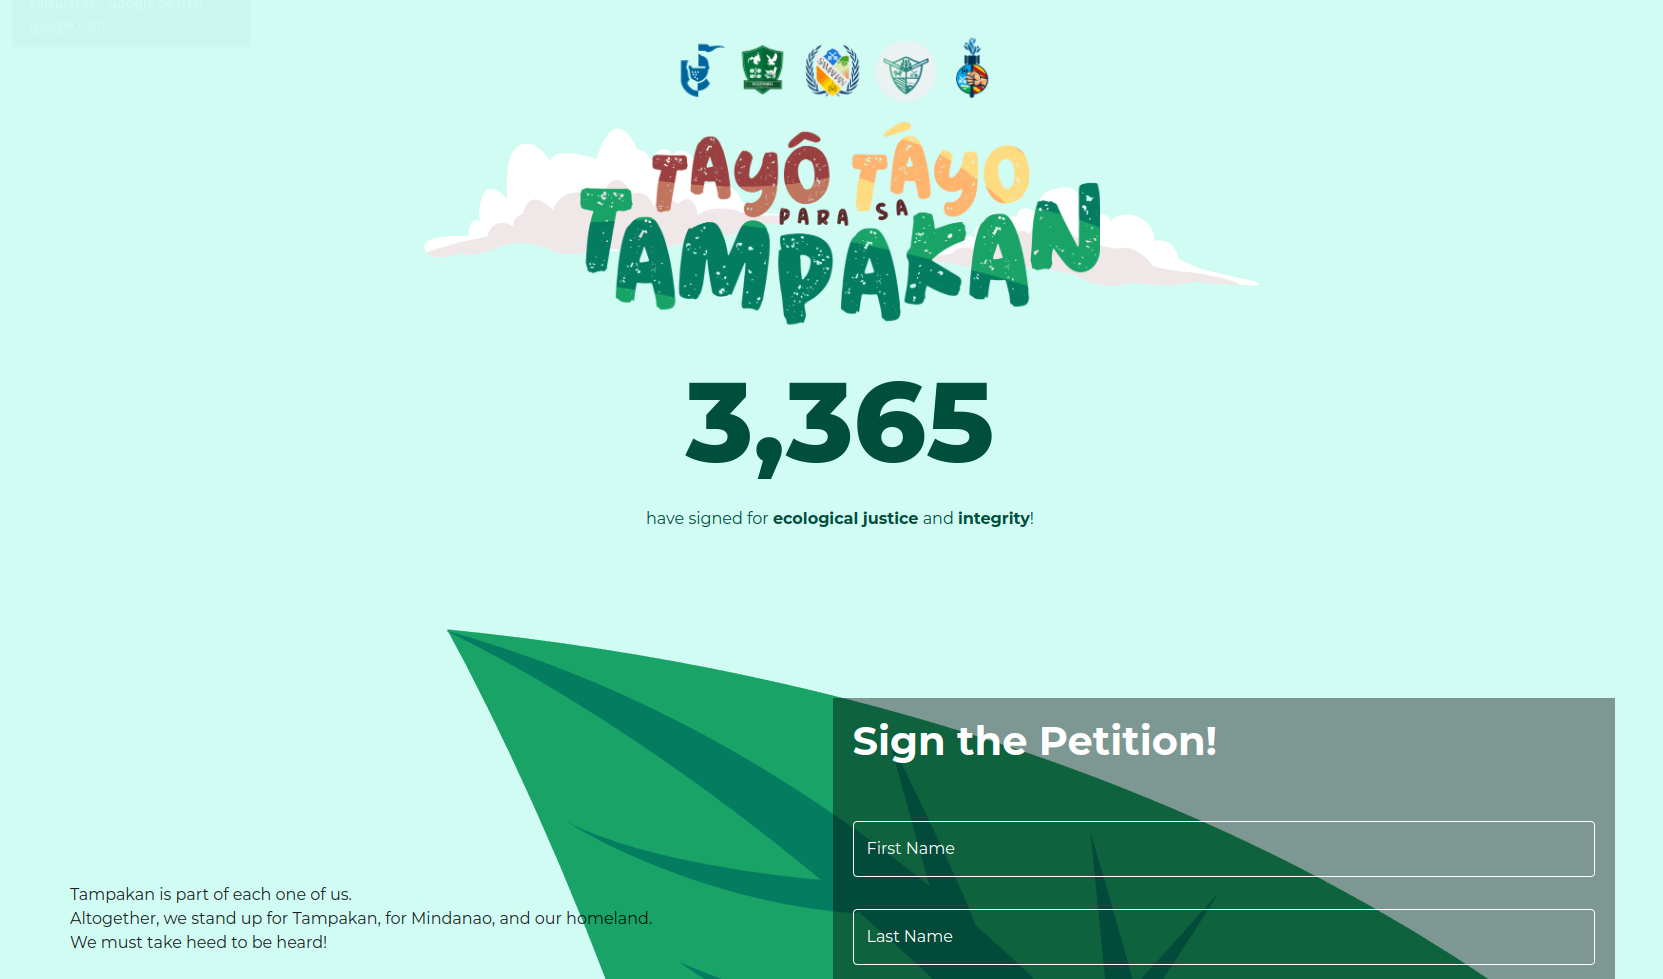 Calculator - Google Search
google.com
SAMAHAN
TAYÔ TÁYO
PARA SA
TAMPAKAN
3,365
have signed for ecological justice and integrity!
Sign the Petition!
First Name
Tampakan is part of each one of us.
Altogether, we stand up for Tampakan, for Mindanao, and our homeland.
We must take heed to be heard!
Last Name